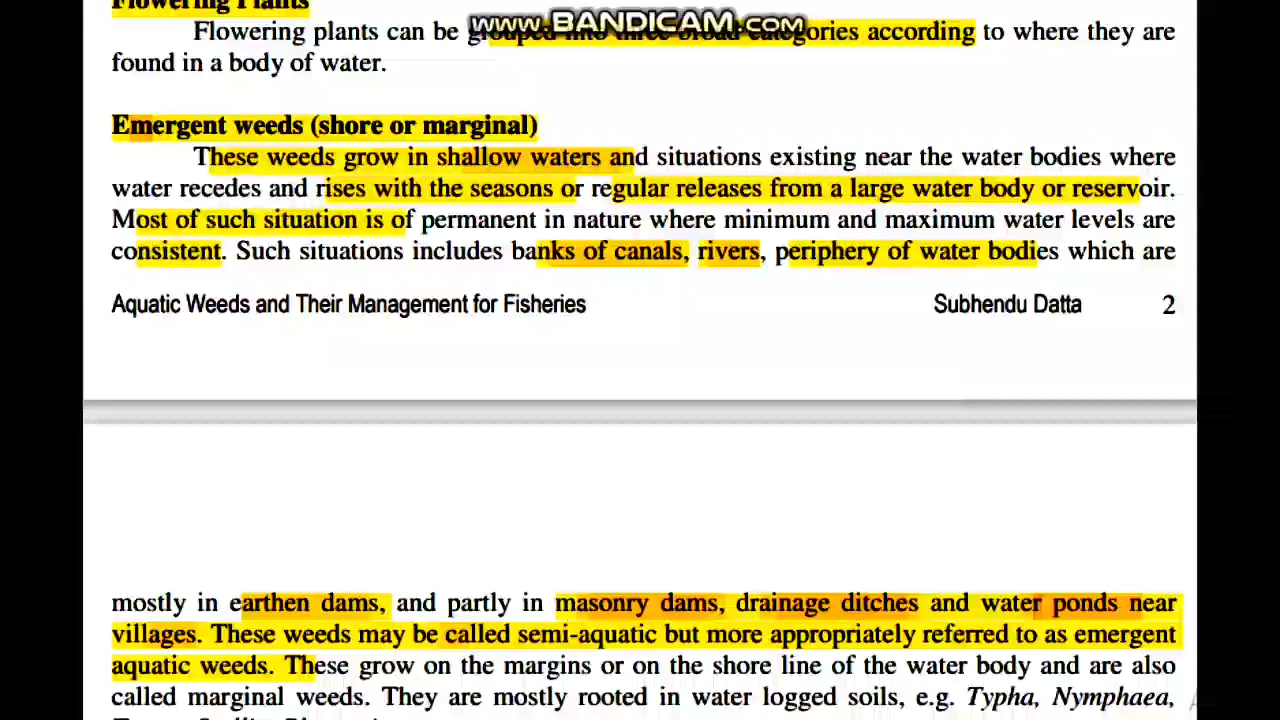 Flowering Plants
www.BANDICAM.com
Flowering plants can be grouped into three broad categories according to where they are
found in a body of water.
Emergent weeds (shore or marginal)
These weeds grow in shallow waters and situations existing near the water bodies where
water recedes and rises with the seasons or regular releases from a large water body or reservoir.
Most of such situation is of permanent in nature where minimum and maximum water levels are
consistent. Such situations includes banks of canals, rivers, periphery of water bodies which are
Aquatic Weeds and Their Management for Fisheries Subhendu Datta 2
mostly in earthen dams, and partly in masonry dams, drainage ditches and water ponds near
villages. These weeds may be called semi-aquatic but more appropriately referred to as emergent
aquatic weeds. These grow on the margins or on the shore line of the water body and are also
called marginal weeds. They are mostly rooted in water logged soils, e.g. Typha, Nymphaea,